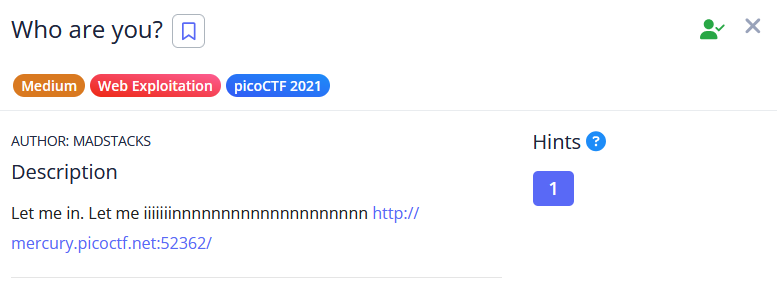 Who are you?
Medium Web Exploitation picoCTF 2021
AUTHOR: MADSTACKS
Description
Let me in. Let me iiiiiiinnnnnnnnnnnnnnnnnnnn http://
mercury.picoctf.net:52362/
Hints ?
1